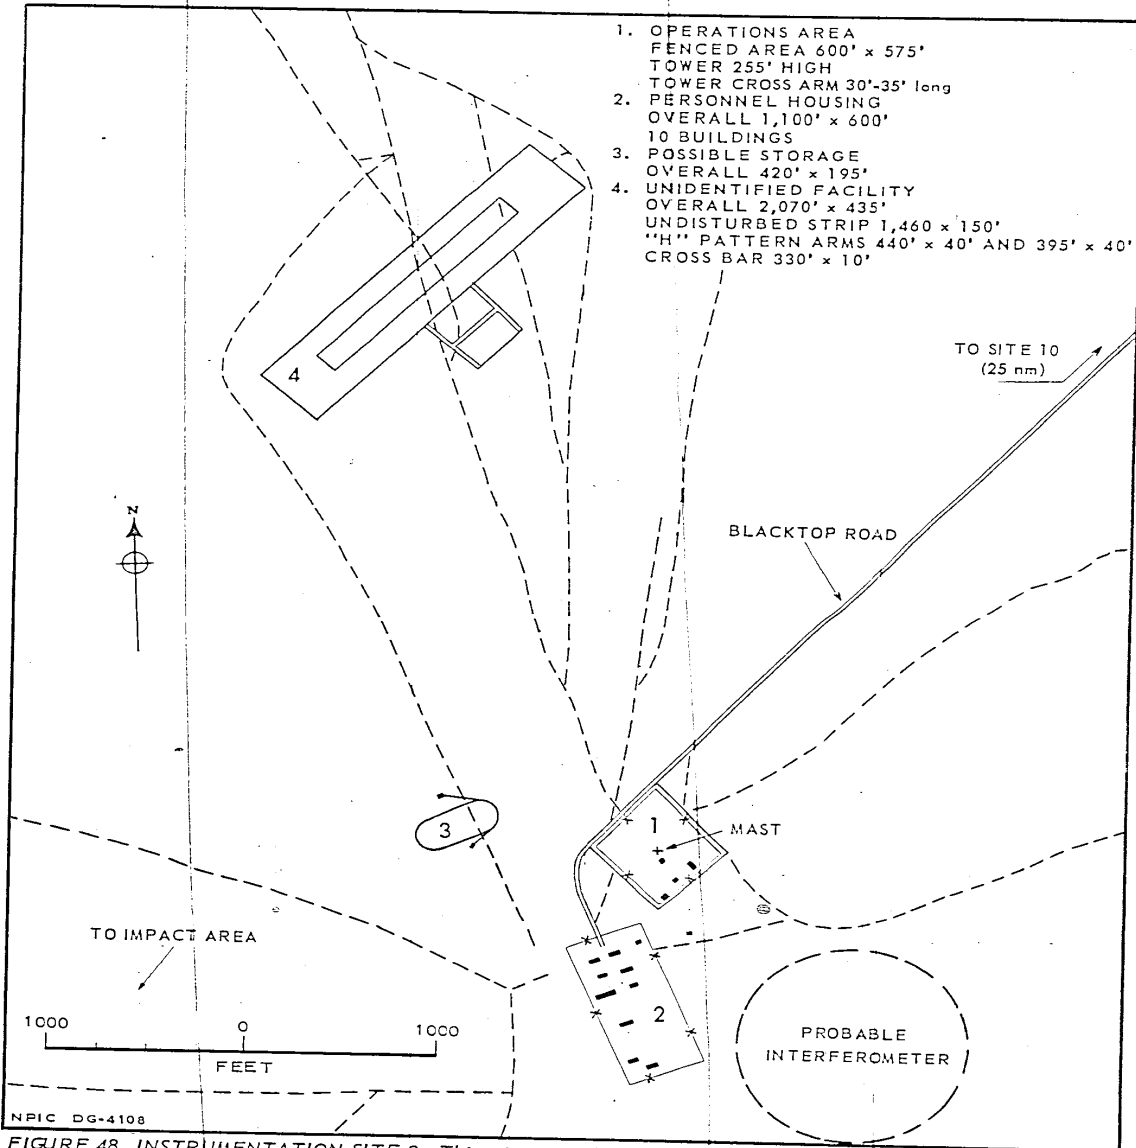 1. OPERATIONS AREA
FENCED AREA 600' x 575'
TOWER 255' HIGH
TOWER CROSS ARM 30'-35' long
2. PERSONNEL HOUSING
OVERALL 1,100' x 600'
10 BUILDINGS
3. POSSIBLE STORAGE
OVERALL 420' x 195'
4. UNIDENTIFIED FACILITY
OVERALL 2,070' x 435'
UNDISTURBED STRIP 1,460 x 150'
"H" PATTERN ARMS 440' x 40' AND 395' x 40'
CROSS BAR 330' x 10'
TO SITE 10
(25 nm)
4
N
BLACKTOP ROAD
1
MAST
3
TO IMPACT AREA
2
1000 0 1000
FEET
PROBABLE
INTERFEROMETER
NPIC DG-4108
FIGURE 48. INSTRUMENTATION SITE